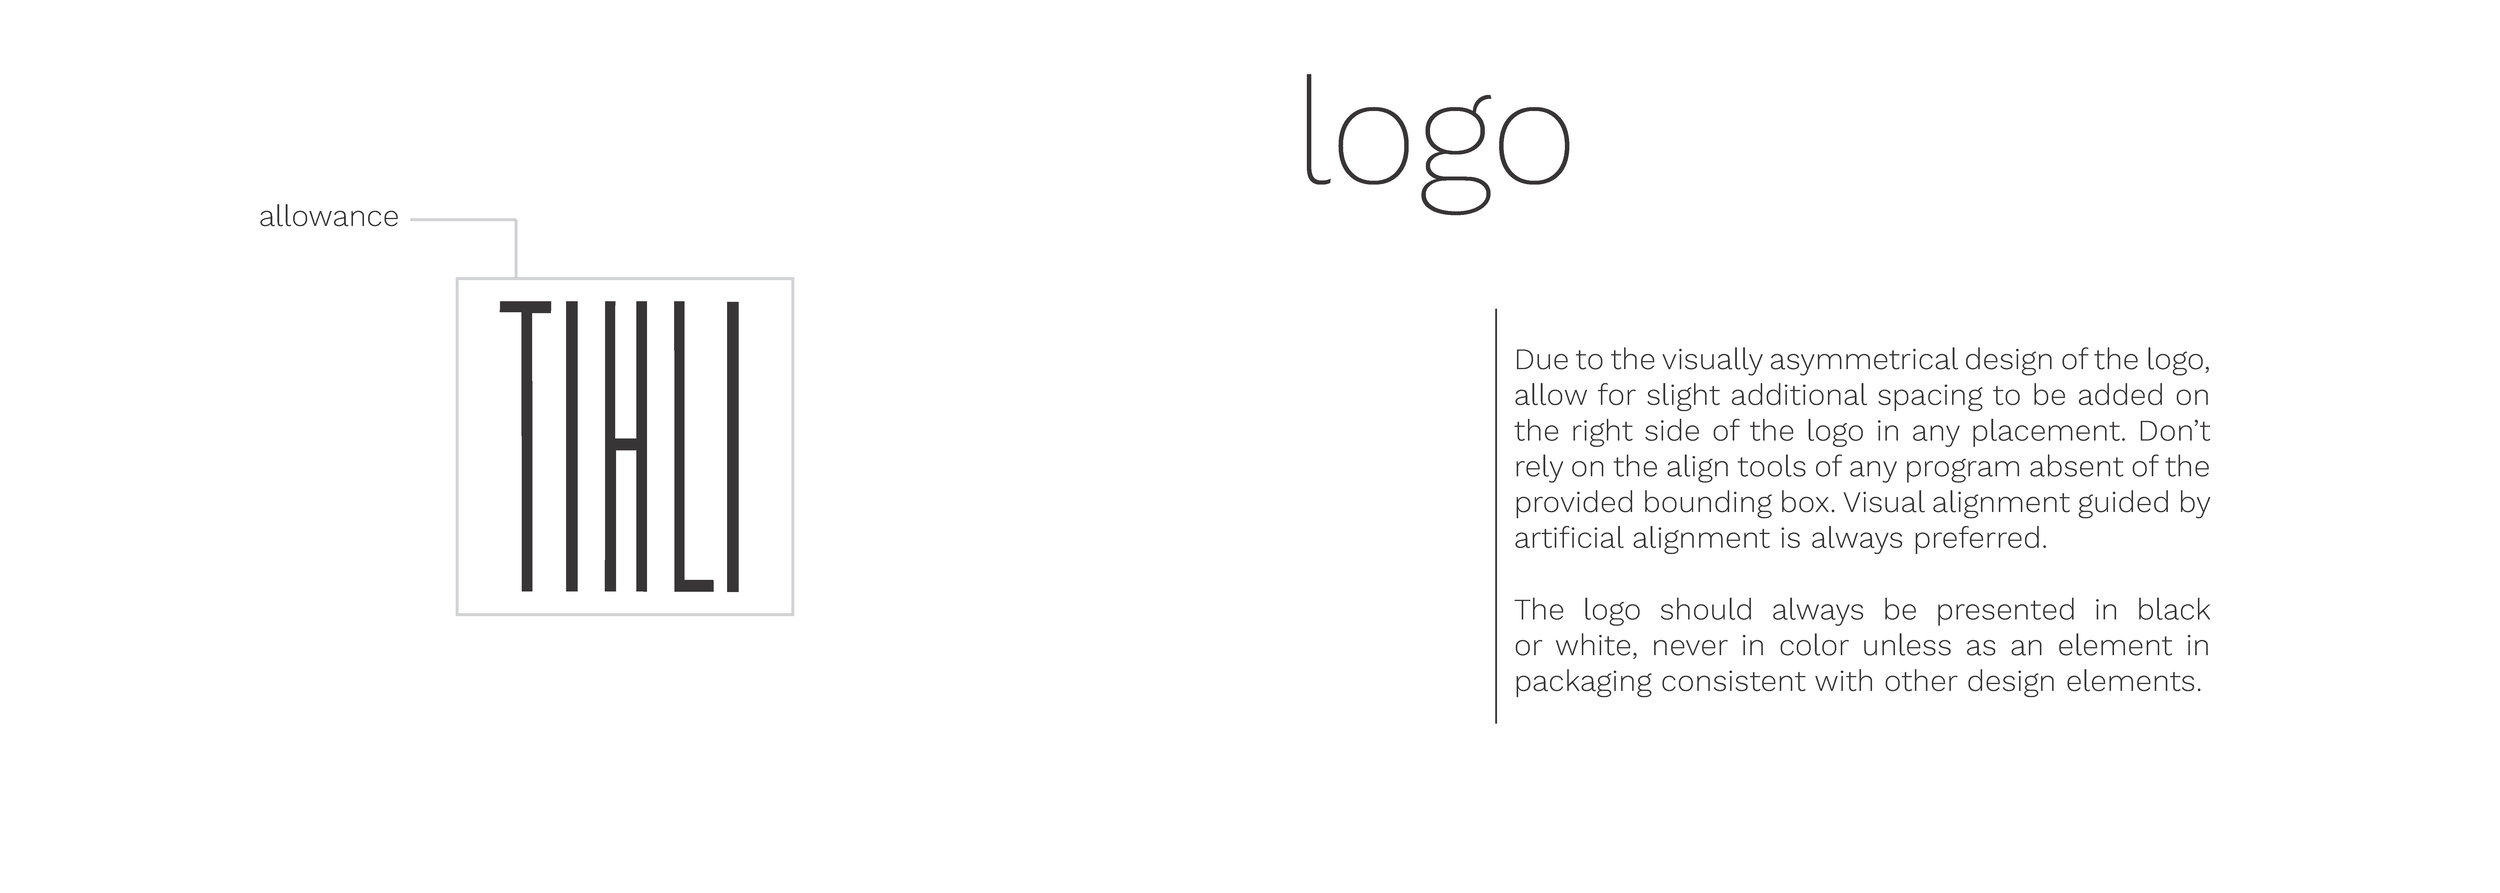 logo
allowance
TIHLI
Due to the visually asymmetrical design of the logo,
allow for slight additional spacing to be added on
the right side of the logo in any placement. Don’t
rely on the align tools of any program absent of the
provided bounding box. Visual alignment guided by
artificial alignment is always preferred.
The logo should always be presented in black
or white, never in color unless as an element in
packaging consistent with other design elements.